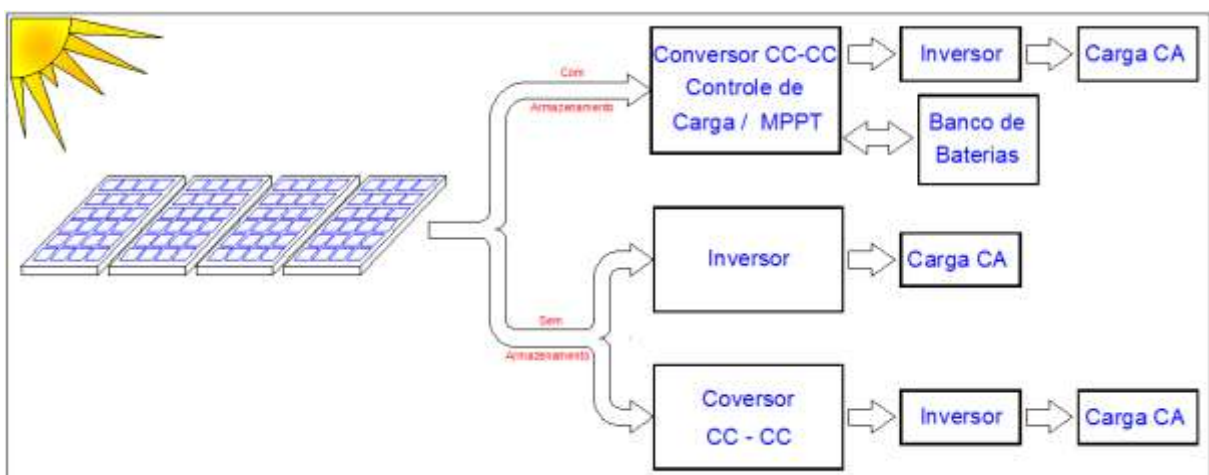 Com
Armazenamento
Conversor CC-CC
Controle de
Carga / MPPT
Inversor
Carga CA
Banco de
Baterias
Inversor
Carga CA
Sem
Armazenamento
Coversor
CC - CC
Inversor
Carga CA